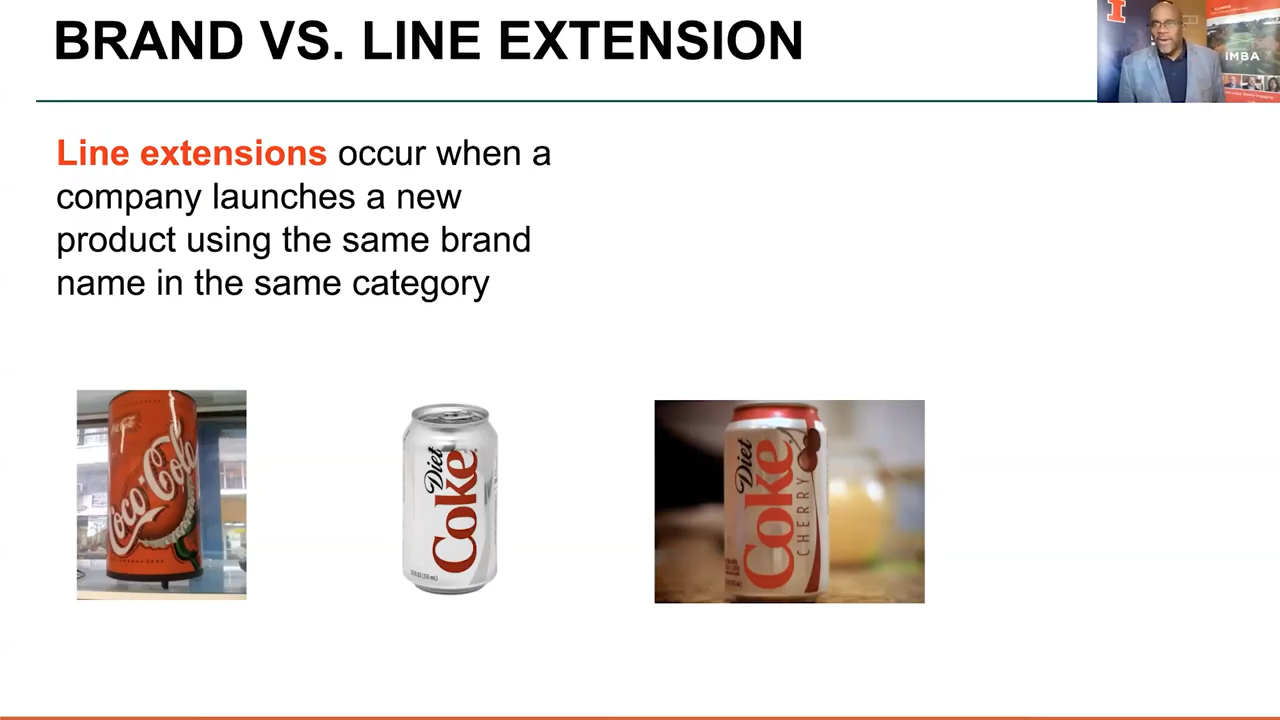 BRAND VS. LINE EXTENSION
I
iMBA
Line extensions occur when a
company launches a new
product using the same brand
name in the same category
Coca-Cola
Diet
Coke
Diet
Coke
CHERRY